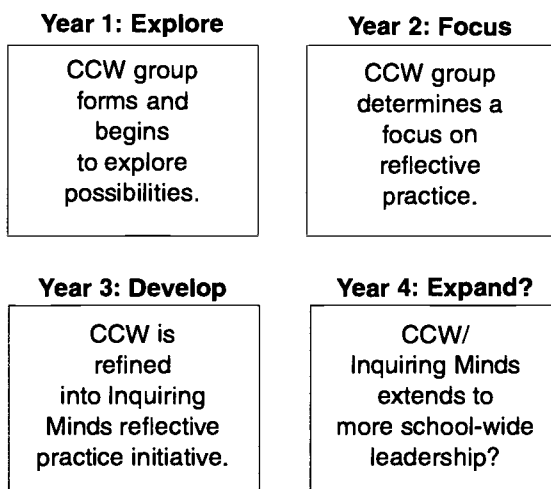 Year 1: Explore
CCW group
forms and
begins
to explore
possibilities.
Year 2: Focus
CCW group
determines a
focus on
reflective
practice.
Year 3: Develop
CCW is
refined
into Inquiring
Minds reflective
practice initiative.
Year 4: Expand?
CCW/
Inquiring Minds
extends to
more school-wide
leadership?